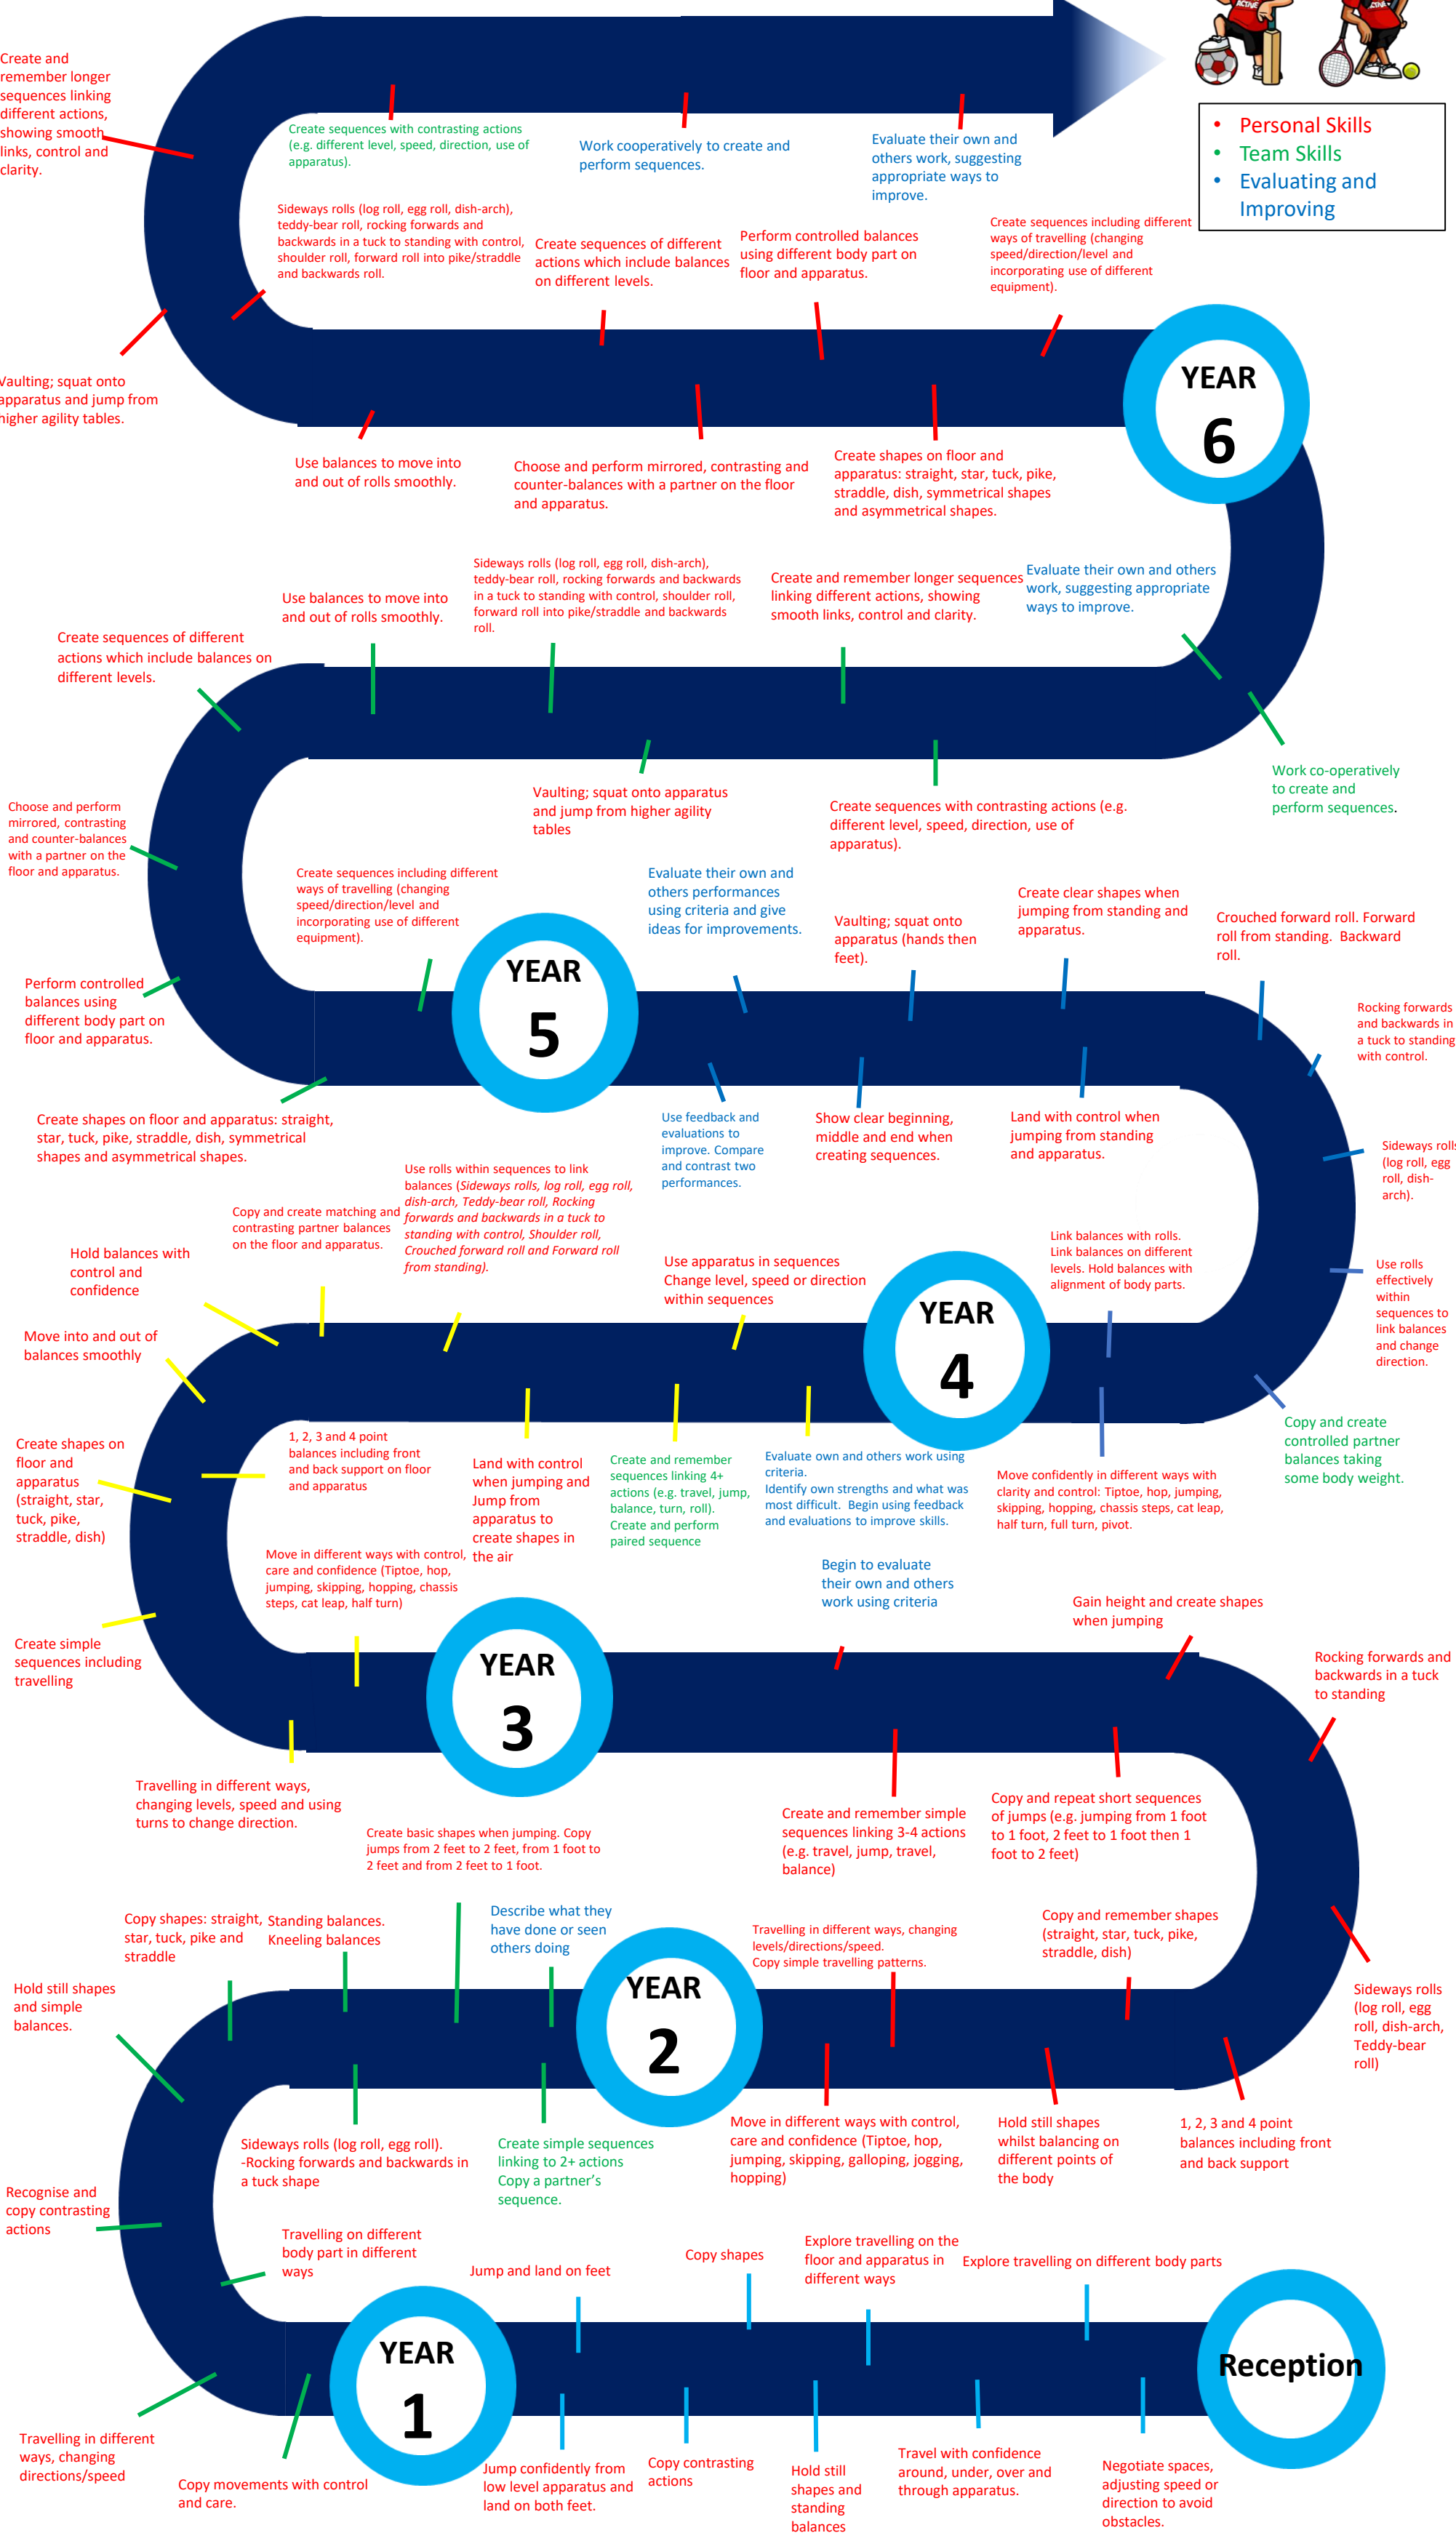 ACTIVE
ACTIVE
Create and
remember longer
sequences linking
different actions,
showing smooth
links, control and
clarity.
Create sequences with contrasting actions
(e.g. different level, speed, direction, use of
apparatus).
Work cooperatively to create and
perform sequences.
Evaluate their own and
others work, suggesting
appropriate ways to
improve.
• Personal Skills
• Team Skills
• Evaluating and
Improving
Sideways rolls (log roll, egg roll, dish-arch),
teddy-bear roll, rocking forwards and
backwards in a tuck to standing with control,
shoulder roll, forward roll into pike/straddle
and backwards roll.
Create sequences of different
actions which include balances
on different levels.
Perform controlled balances
using different body part on
floor and apparatus.
Create sequences including different
ways of travelling (changing
speed/direction/level and
incorporating use of different
equipment).
Vaulting; squat onto
apparatus and jump from
higher agility tables.
YEAR
6
Use balances to move into
and out of rolls smoothly.
Choose and perform mirrored, contrasting and
counter-balances with a partner on the floor
and apparatus.
Create shapes on floor and
apparatus: straight, star, tuck, pike,
straddle, dish, symmetrical shapes
and asymmetrical shapes.
Create sequences of different
actions which include balances on
different levels.
Use balances to move into
and out of rolls smoothly.
Sideways rolls (log roll, egg roll, dish-arch),
teddy-bear roll, rocking forwards and backwards
in a tuck to standing with control, shoulder roll,
forward roll into pike/straddle and backwards
roll.
Create and remember longer sequences
linking different actions, showing
smooth links, control and clarity.
Evaluate their own and others
work, suggesting appropriate
ways to improve.
Vaulting; squat onto apparatus
and jump from higher agility
tables
Create sequences with contrasting actions (e.g.
different level, speed, direction, use of
apparatus).
Work co-operatively
to create and
perform sequences.
Choose and perform
mirrored, contrasting
and counter-balances
with a partner on the
floor and apparatus.
Create sequences including different
ways of travelling (changing
speed/direction/level and
incorporating use of different
equipment).
Evaluate their own and
others performances
using criteria and give
ideas for improvements.
Vaulting; squat onto
apparatus (hands then
feet).
Create clear shapes when
jumping from standing and
apparatus.
Crouched forward roll. Forward
roll from standing. Backward
roll.
Perform controlled
balances using
different body part on
floor and apparatus.
YEAR
5
Rocking forwards
and backwards in
a tuck to standing
with control.
Create shapes on floor and apparatus: straight,
star, tuck, pike, straddle, dish, symmetrical
shapes and asymmetrical shapes.
Use feedback and
evaluations to
improve. Compare
and contrast two
performances.
Show clear beginning,
middle and end when
creating sequences.
Land with control when
jumping from standing
and apparatus.
Sideways rolls
(log roll, egg
roll, dish-
arch).
Hold balances with
control and
confidence
Copy and create matching and
contrasting partner balances
on the floor and apparatus.
Use rolls within sequences to link
balances (Sideways rolls, log roll, egg roll,
dish-arch, Teddy-bear roll, Rocking
forwards and backwards in a tuck to
standing with control, Shoulder roll,
Crouched forward roll and Forward roll
from standing).
Use apparatus in sequences
Change level, speed or direction
within sequences
Link balances with rolls.
Link balances on different
levels. Hold balances with
alignment of body parts.
Use rolls
effectively
within
sequences to
link balances
and change
direction.
Move into and out of
balances smoothly
YEAR
4
Create shapes on
floor and
apparatus
(straight, star,
tuck, pike,
straddle, dish)
1, 2, 3 and 4 point
balances including front
and back support on floor
and apparatus
Land with control
when jumping and
Jump from
apparatus to
create shapes in
the air
Create and remember
sequences linking 4+
actions (e.g. travel, jump,
balance, turn, roll).
Create and perform
paired sequence
Evaluate own and others work using
criteria.
Identify own strengths and what was
most difficult. Begin using feedback
and evaluations to improve skills.
Move confidently in different ways with
clarity and control: Tiptoe, hop, jumping,
skipping, hopping, chassis steps, cat leap,
half turn, full turn, pivot.
Copy and create
controlled partner
balances taking
some body weight.
Move in different ways with control,
care and confidence (Tiptoe, hop,
jumping, skipping, hopping, chassis
steps, cat leap, half turn)
Begin to evaluate
their own and others
work using criteria
Gain height and create shapes
when jumping
Create simple
sequences including
travelling
YEAR
3
Rocking forwards and
backwards in a tuck
to standing
Travelling in different ways,
changing levels, speed and using
turns to change direction.
Create and remember simple
sequences linking 3-4 actions
(e.g. travel, jump, travel,
balance)
Copy and repeat short sequences
of jumps (e.g. jumping from 1 foot
to 1 foot, 2 feet to 1 foot then 1
foot to 2 feet)
Create basic shapes when jumping. Copy
jumps from 2 feet to 2 feet, from 1 foot to
2 feet and from 2 feet to 1 foot.
Copy shapes: straight,
star, tuck, pike and
straddle
Standing balances.
Kneeling balances
Describe what they
have done or seen
others doing
Travelling in different ways, changing
levels/directions/speed.
Copy simple travelling patterns.
Copy and remember shapes
(straight, star, tuck, pike,
straddle, dish)
Hold still shapes
and simple
balances.
YEAR
2
Sideways rolls
(log roll, egg
roll, dish-arch,
Teddy-bear
roll)
Sideways rolls (log roll, egg roll).
-Rocking forwards and backwards in
a tuck shape
Create simple sequences
linking to 2+ actions
Copy a partner's
sequence.
Move in different ways with control,
care and confidence (Tiptoe, hop,
jumping, skipping, galloping, jogging,
hopping)
Hold still shapes
whilst balancing on
different points of
the body
1, 2, 3 and 4 point
balances including front
and back support
Recognise and
copy contrasting
actions
Travelling on different
body part in different
ways
Jump and land on feet
Copy shapes
Explore travelling on the
floor and apparatus in
different ways
Explore travelling on different body parts
YEAR
1
Reception
Travelling in different
ways, changing
directions/speed
Copy movements with control
and care.
Jump confidently from
low level apparatus and
land on both feet.
Copy contrasting
actions
Hold still
shapes and
standing
balances
Travel with confidence
around, under, over and
through apparatus.
Negotiate spaces,
adjusting speed or
direction to avoid
obstacles.